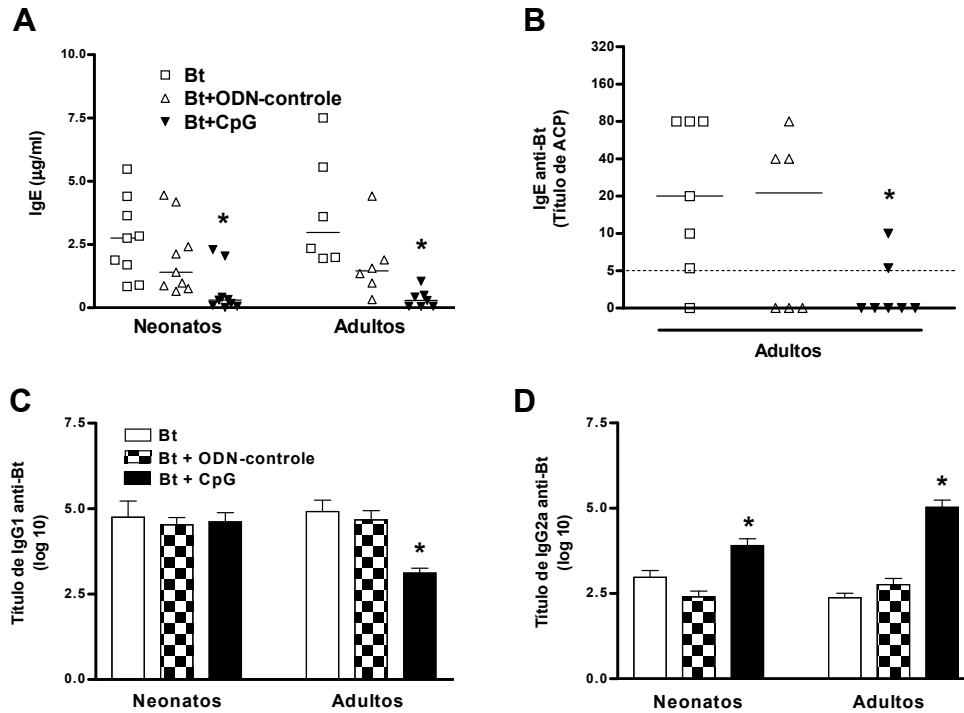 A
IgE (µg/ml)
10.0
7.5
5.0
2.5
0
Bt
Bt+ODN-controle
Bt+CpG
*
*
Neonatos
Adultos
B
IgE anti-Bt
(Título de ACP)
320
160
80
40
20
10
5
0
*
Adultos
C
Título de IgG1 anti-Bt
(log 10)
7.5
5.0
2.5
0.0
Bt
Bt + ODN-controle
Bt + CpG
*
Neonatos
Adultos
D
Título de IgG2a anti-Bt
(log 10)
7.5
5.0
2.5
0.0
*
*
Neonatos
Adultos